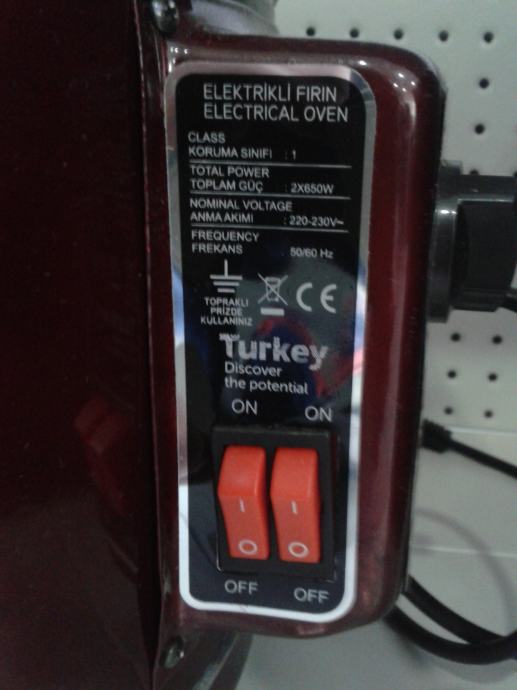 ELEKTRİKLİ FIRIN
ELECTRICAL OVEN
CLASS
KORUMA SINIFI : 1
TOTAL POWER
TOPLAM GÜÇ : 2X650W
NOMINAL VOLTAGE
ANMA AKIMI : 220-230V~
FREQUENCY
FREKANS 50/60 Hz
TOPRAKLI
PRİZDE
KULLANINIZ
CE
Turkey
Discover
the potential
ON ON
I I
O O
OFF OFF